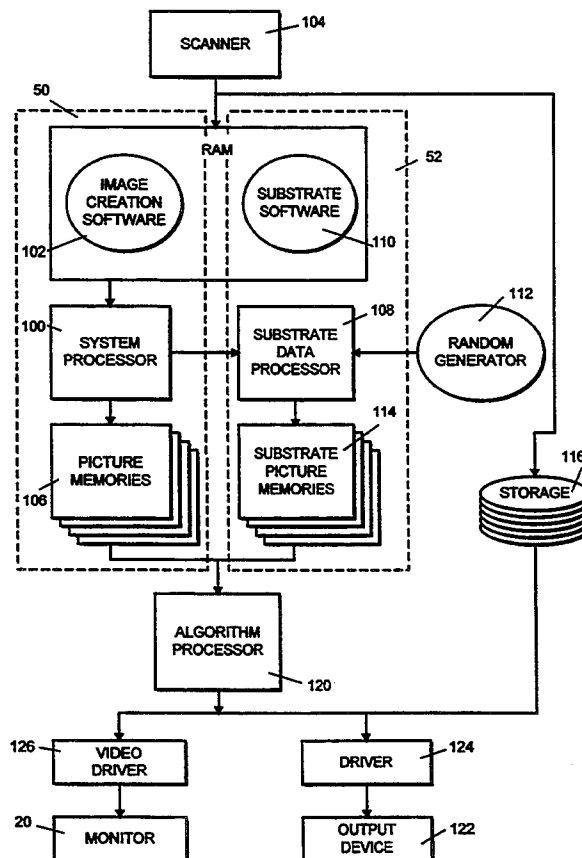 104
SCANNER
50
RAM
52
IMAGE
CREATION
SOFTWARE
102
SUBSTRATE
SOFTWARE
110
100
SYSTEM
PROCESSOR
108
SUBSTRATE
DATA
PROCESSOR
112
RANDOM
GENERATOR
106
PICTURE
MEMORIES
114
SUBSTRATE
PICTURE
MEMORIES
116
STORAGE
ALGORITHM
PROCESSOR
120
126
VIDEO
DRIVER
124
DRIVER
20
MONITOR
OUTPUT
DEVICE
122